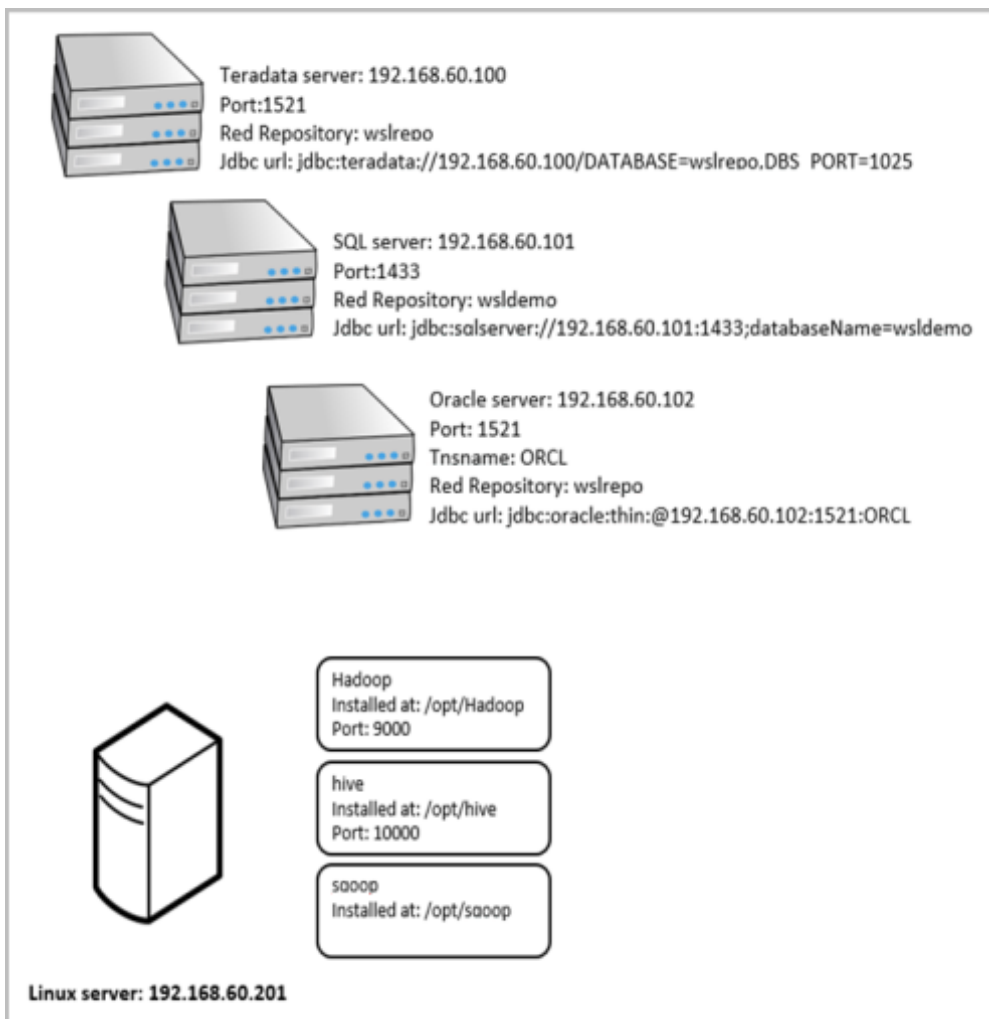 Teradata server: 192.168.60.100
Port:1521
Red Repository: wslrepo
Jdbc url: jdbc:teradata://192.168.60.100/DATABASE=wslrepo,DBS_PORT=1025
SQL server: 192.168.60.101
Port:1433
Red Repository: wsldemo
Jdbc url: jdbc:sqlserver://192.168.60.101:1433;databaseName=wsldemo
Oracle server: 192.168.60.102
Port: 1521
Tnsname: ORCL
Red Repository: wslrepo
Jdbc url: jdbc:oracle:thin:@192.168.60.102:1521:ORCL
Hadoop
Installed at: /opt/Hadoop
Port: 9000
hive
Installed at: /opt/hive
Port: 10000
sqoop
Installed at: /opt/sqoop
Linux server: 192.168.60.201